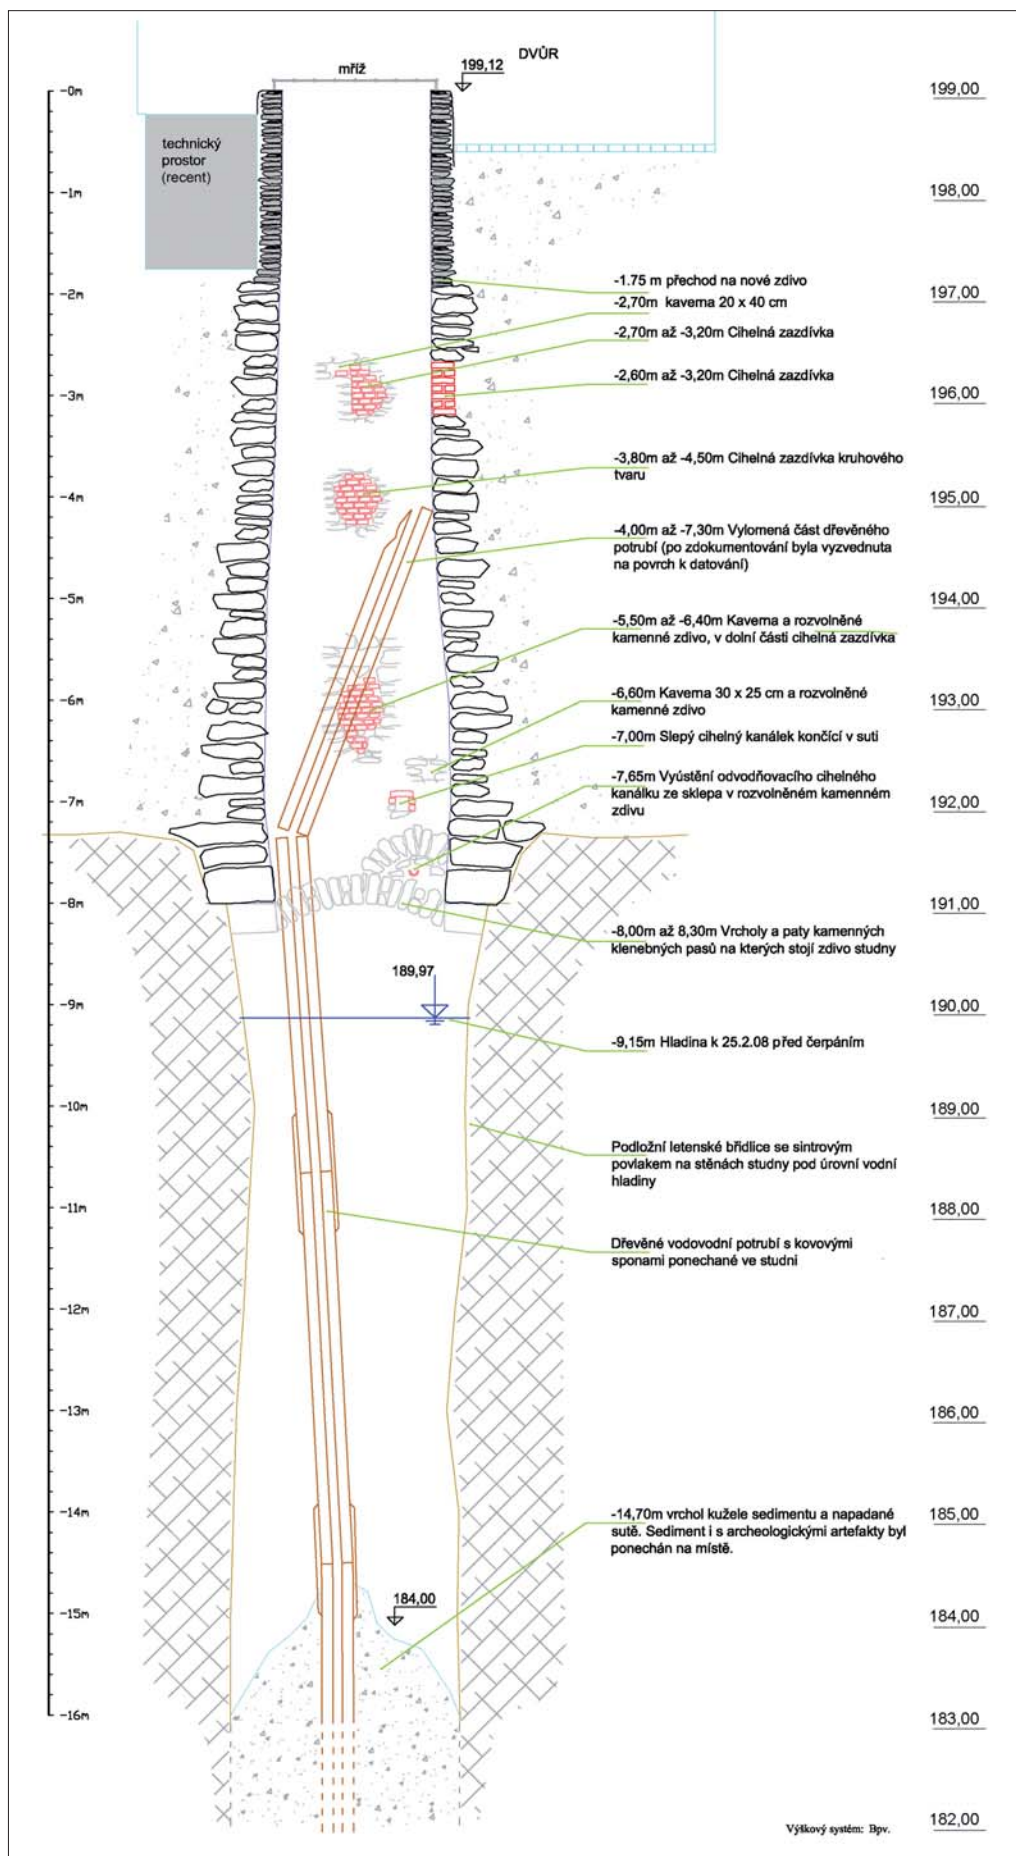 DVŮR
mříž
199,12
-0m
199,00
technický
prostor
(recent)
-1m
198,00
-1.75 m přechod na nové zdivo
-2m
197,00
-2,70m kaverna 20 x 40 cm
-2,70m až -3,20m Cihelná zazdívka
-2,60m až -3,20m Cihelná zazdívka
-3m
196,00
-3,80m až -4,50m Cihelná zazdívka kruhového
tvaru
-4m
195,00
-4,00m až -7,30m Vylomená část dřevěného
potrubí (po zdokumentování byla vyzvednuta
na povrch k datování)
-5m
194,00
-5,50m až -6,40m Kaverna a rozvolněné
kamenné zdivo, v dolní části cihelná zazdívka
-6m
193,00
-6,60m Kaverna 30 x 25 cm a rozvolněné
kamenné zdivo
-7,00m Slepý cihelný kanálek končící v suti
-7,65m Vyústění odvodňovacího cihelného
kanálku ze sklepa v rozvolněném kamenném
zdivu
-7m
192,00
-8m
191,00
-8,00m až 8,30m Vrcholy a paty kamenných
klenebných pasů na kterých stojí zdivo studny
189,97
-9m
190,00
-9,15m Hladina k 25.2.08 před čerpáním
-10m
189,00
Podložní letenské břidlice se sintrovým
povlakem na stěnách studny pod úrovní vodní
hladiny
-11m
188,00
Dřevěné vodovodní potrubí s kovovými
sponami ponechané ve studni
-12m
187,00
-13m
186,00
-14m
185,00
-14,70m vrchol kužele sedimentu a napadané
sutě. Sediment i s archeologickými artefakty byl
ponechán na místě.
184,00
-15m
184,00
-16m
183,00
Výškový systém: Bpv.
182,00